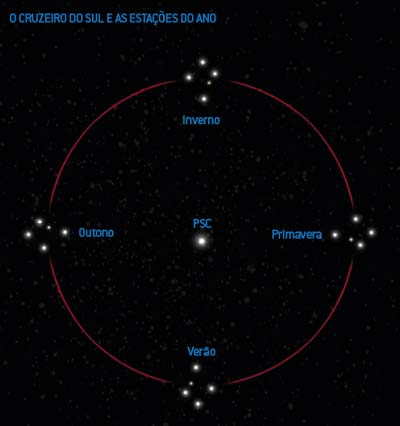 O CRUZEIRO DO SUL E AS ESTAÇÕES DO ANO
Inverno
Outono
PSC
Primavera
Verão